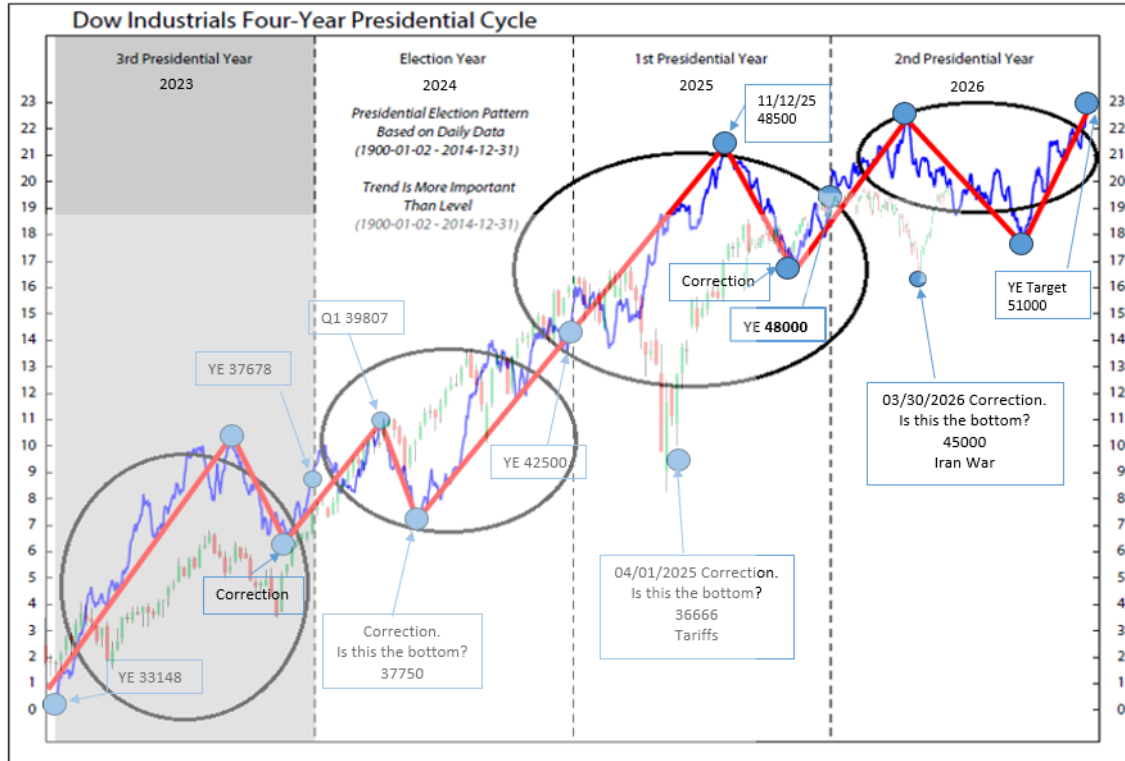 Dow Industrials Four-Year Presidential Cycle
3rd Presidential Year
2023
Election Year
2024
1st Presidential Year
2025
2nd Presidential Year
2026
Presidential Election Pattern
Based on Daily Data
(1900-01-02 - 2014-12-31)
Trend Is More Important
Than Level
(1900-01-02 - 2014-12-31)
11/12/25
48500
23
22
21
20
19
18
17
16
15
14
13
12
11
10
9
8
7
6
5
4
3
2
1
0
23
22
21
20
19
18
17
16
15
14
13
12
11
10
9
8
7
6
5
4
3
2
1
0
Correction
YE Target
51000
Q1 39807
YE 48000
YE 37678
03/30/2026 Correction.
Is this the bottom?
45000
Iran War
YE 42500
Correction
04/01/2025 Correction.
Is this the bottom?
36666
Tariffs
Correction.
Is this the bottom?
37750
YE 33148